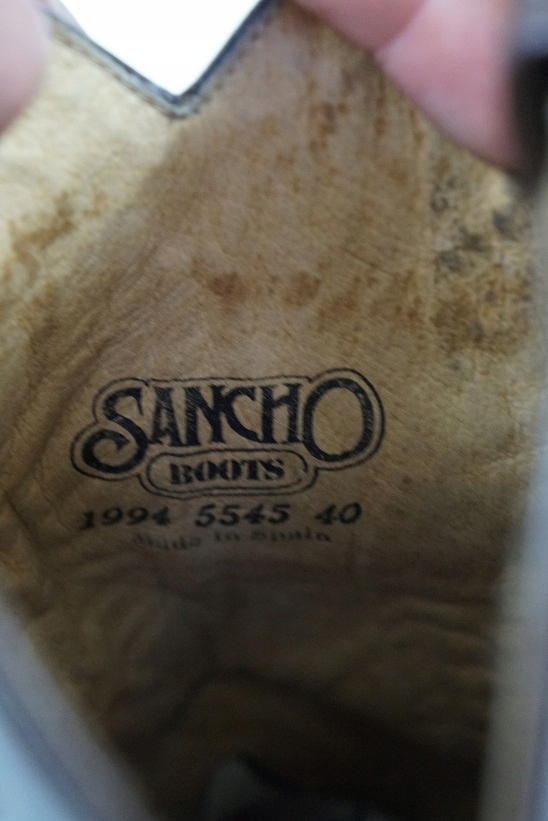 SANCHO
BOOTS
1994 5545 40
Made in Spain